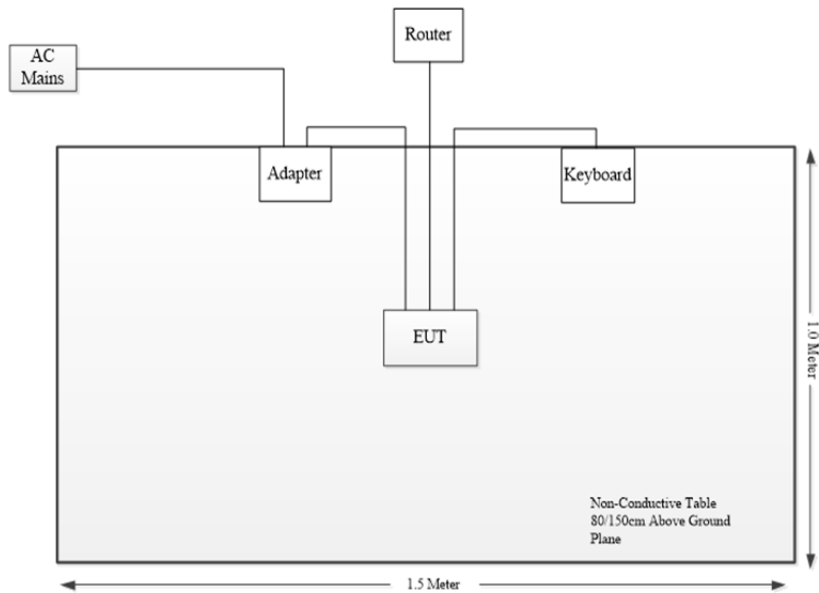 Router
AC
Mains
Adapter
Keyboard
EUT
1.0 Meter
Non-Conductive Table
80/150cm Above Ground
Plane
1.5 Meter